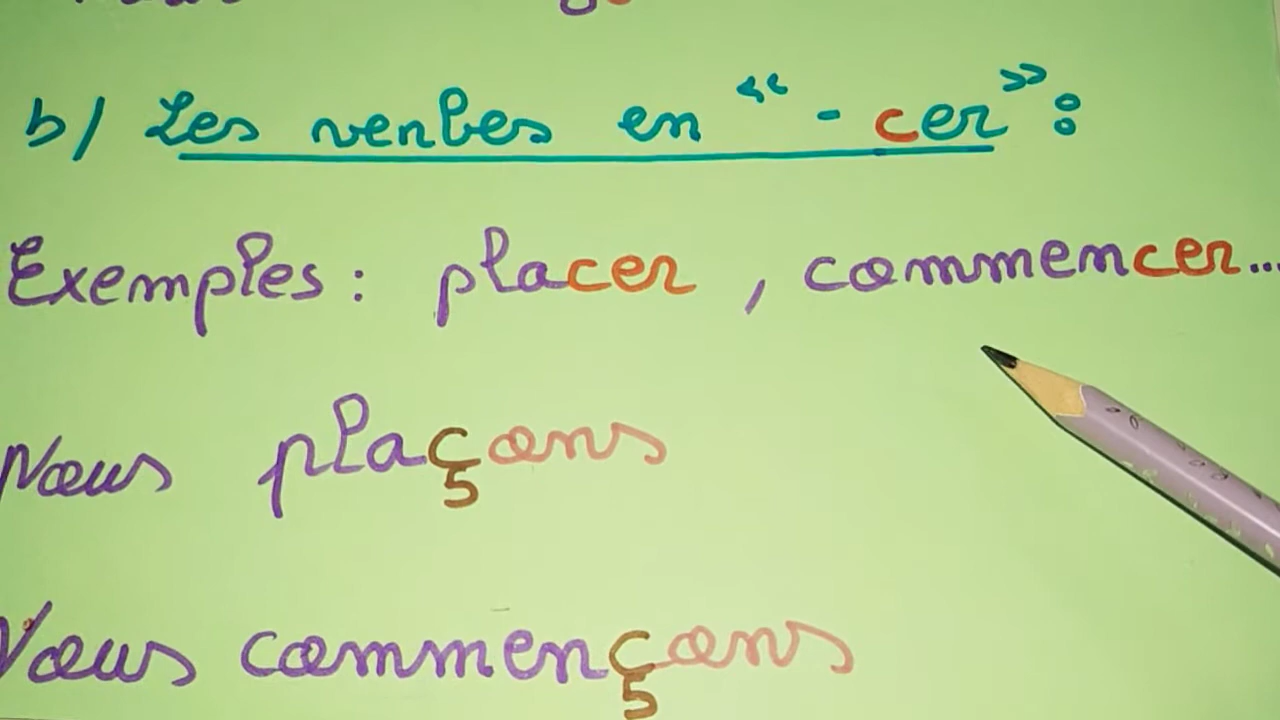 b/ Les verbes en “ - cer ” :
Exemples : placer , commencer...
Nous plaçons
Nous commençons